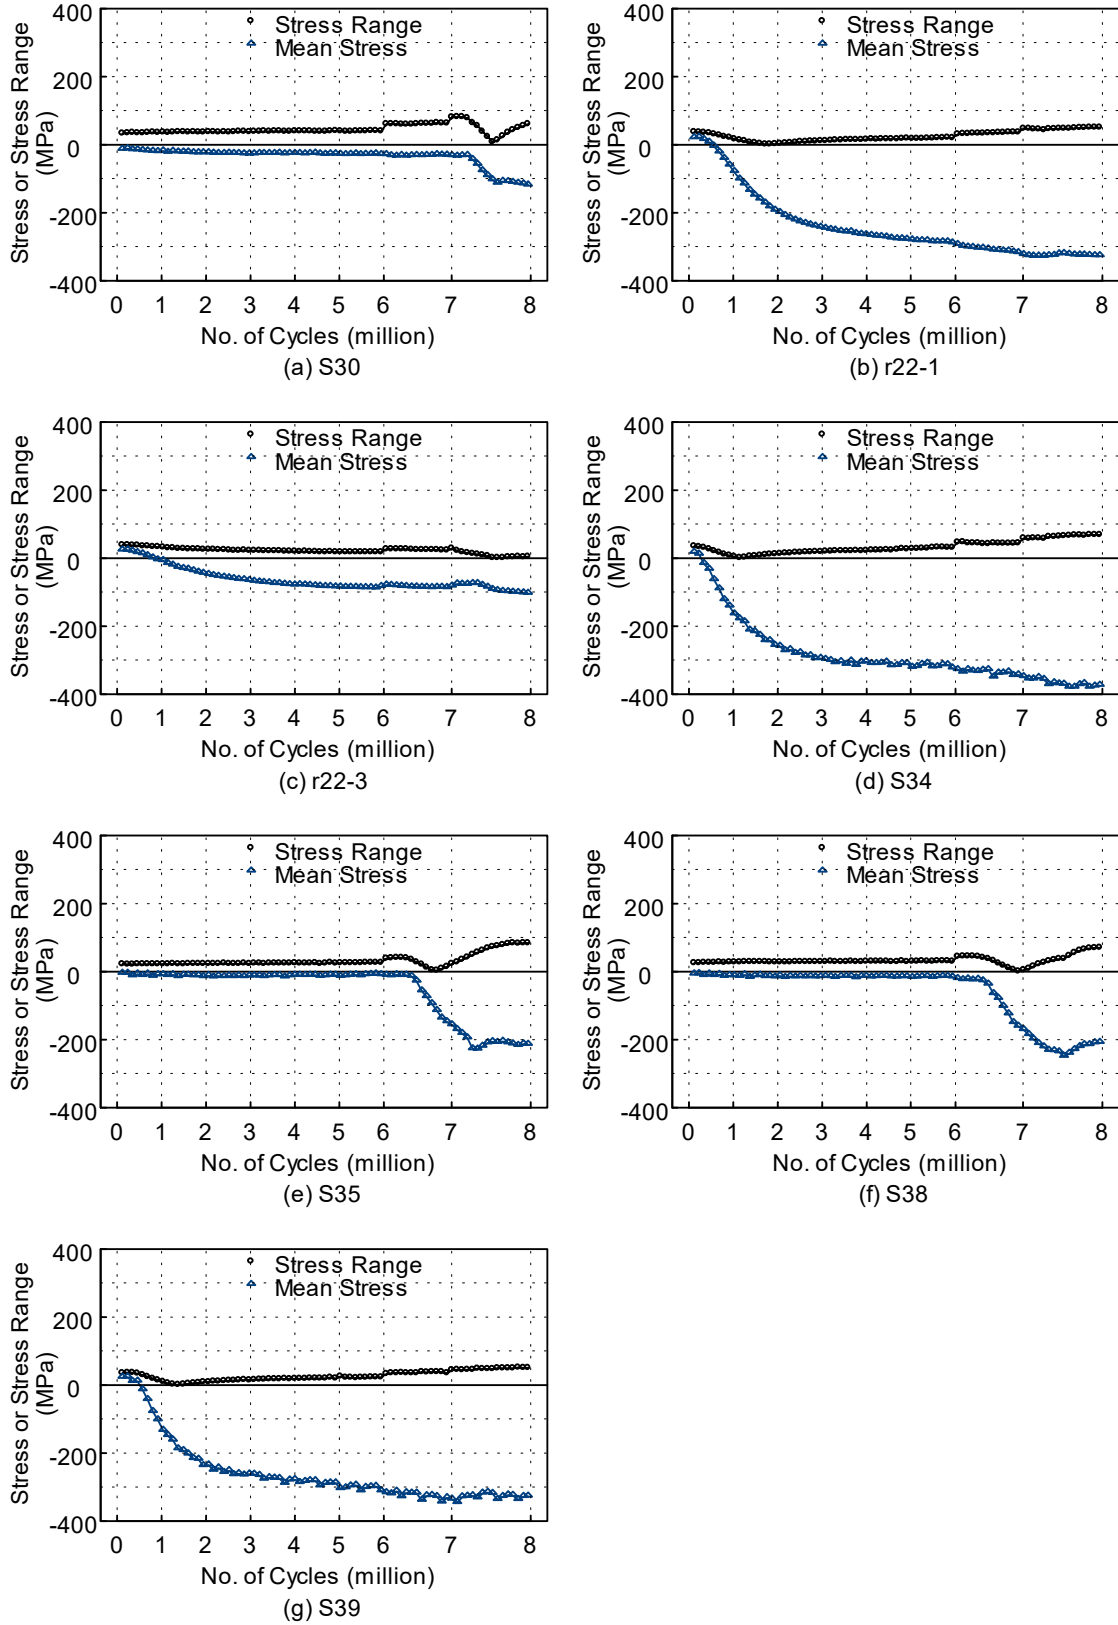 400
200
0
-200
-400
Stress or Stress Range
(MPa)
Stress Range
Mean Stress
0 1 2 3 4 5 6 7 8
No. of Cycles (million)
(a) S30
400
200
0
-200
-400
Stress or Stress Range
(MPa)
Stress Range
Mean Stress
0 1 2 3 4 5 6 7 8
No. of Cycles (million)
(b) r22-1
400
200
0
-200
-400
Stress or Stress Range
(MPa)
Stress Range
Mean Stress
0 1 2 3 4 5 6 7 8
No. of Cycles (million)
(c) r22-3
400
200
0
-200
-400
Stress or Stress Range
(MPa)
Stress Range
Mean Stress
0 1 2 3 4 5 6 7 8
No. of Cycles (million)
(d) S34
400
200
0
-200
-400
Stress or Stress Range
(MPa)
Stress Range
Mean Stress
0 1 2 3 4 5 6 7 8
No. of Cycles (million)
(e) S35
400
200
0
-200
-400
Stress or Stress Range
(MPa)
Stress Range
Mean Stress
0 1 2 3 4 5 6 7 8
No. of Cycles (million)
(f) S38
400
200
0
-200
-400
Stress or Stress Range
(MPa)
Stress Range
Mean Stress
0 1 2 3 4 5 6 7 8
No. of Cycles (million)
(g) S39